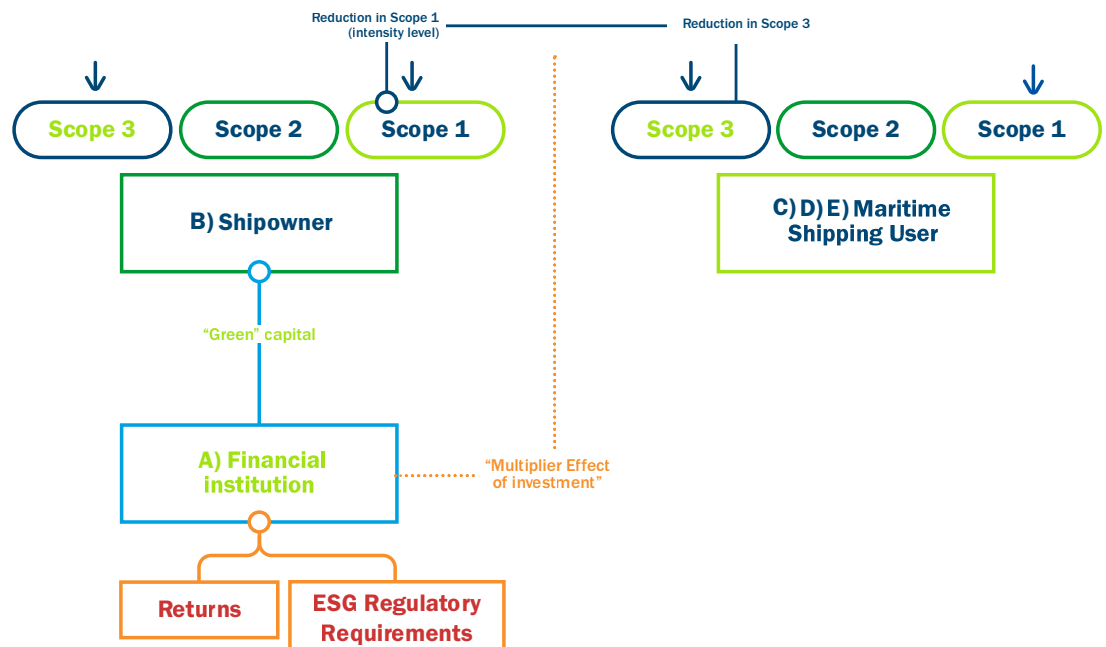 Reduction in Scope 1
(intensity level)
Reduction in Scope 3
Scope 3
Scope 2
Scope 1
Scope 3
Scope 2
Scope 1
B) Shipowner
C) D) E) Maritime
Shipping User
“Green” capital
A) Financial
institution
“Multiplier Effect
of investment”
Returns
ESG Regulatory
Requirements